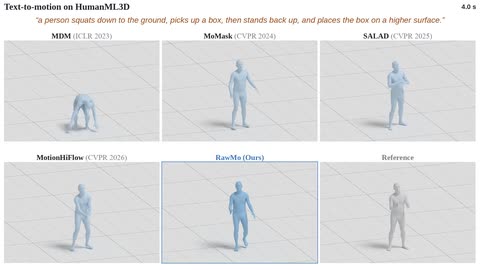 Text-to-motion on HumanML3D
4.0 s
"a person squats down to the ground, picks up a box, then stands back up, and places the box on a higher surface."
MDM (ICLR 2023)
MoMask (CVPR 2024)
SALAD (CVPR 2025)
MotionHiFlow (CVPR 2026)
RawMo (Ours)
Reference